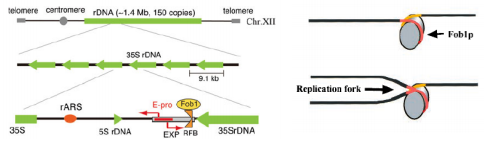 telomere centromere rDNA (~1.4 Mb, 150 copies) telomere
Chr.XII
35S rDNA
9.1 kb
rARS E-pro Fob1
35S 5S rDNA EXP RFB 35SrDNA
Fob1p
Replication fork